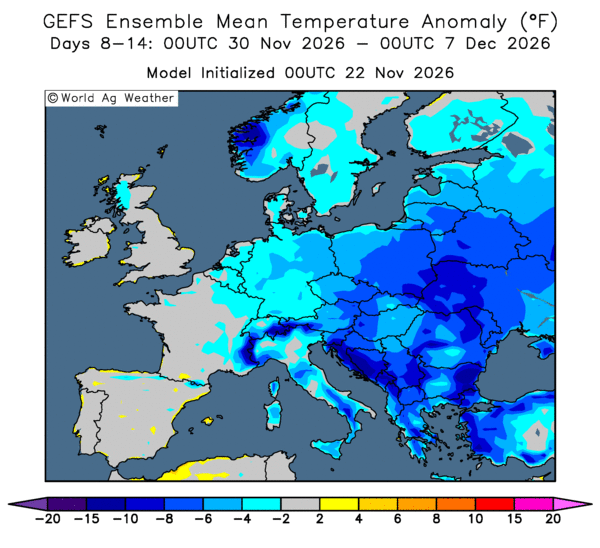 GEFS Ensemble Mean Temperature Anomaly (°F)
Days 8-14: 00UTC 30 Nov 2026 - 00UTC 7 Dec 2026
Model Initialized 00UTC 22 Nov 2026
© World Ag Weather
-20 -15 -10 -8 -6 -4 -2 2 4 6 8 10 15 20